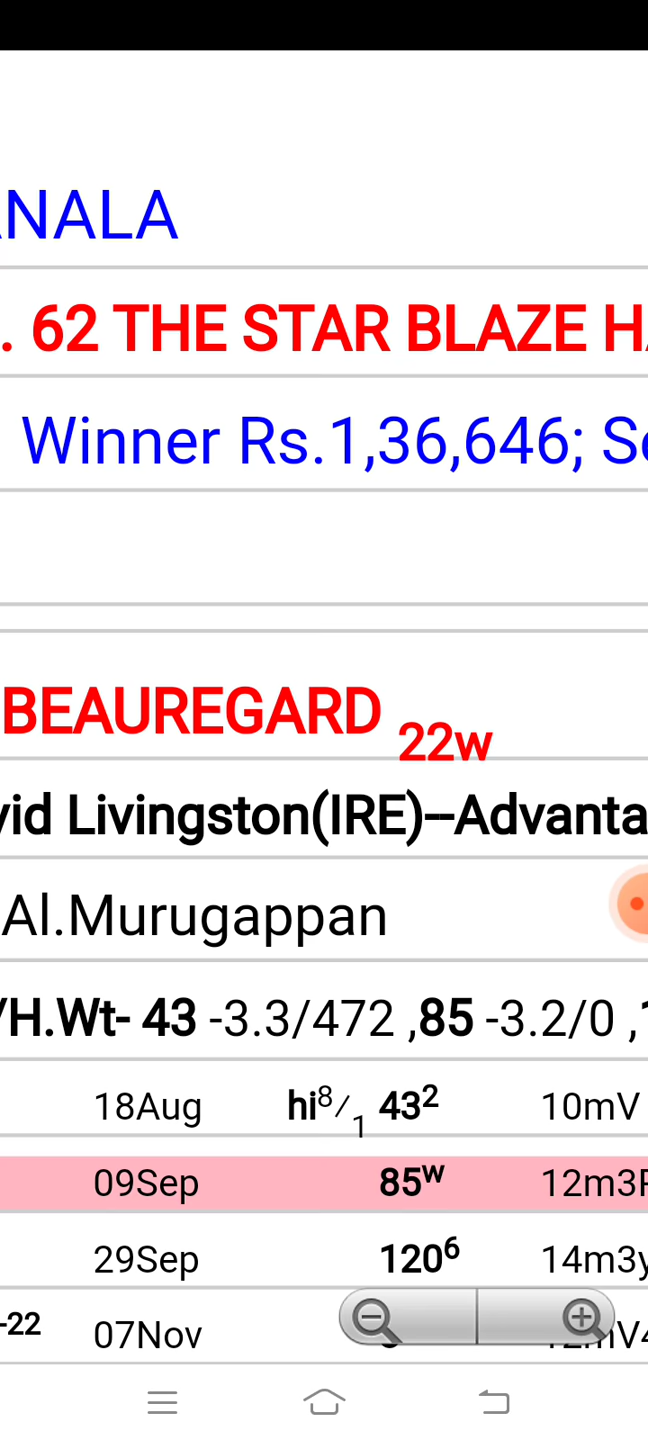 NALA
. 62 THE STAR BLAZE H
Winner Rs.1,36,646; S
BEAUREGARD 22w
vid Livingston(IRE)--Advanta
Al.Murugappan
/H.Wt- 43 -3.3/472 ,85 -3.2/0 ,
18Aug hi8/1 43² 10mV
09Sep 85ʷ 12m3
29Sep 120⁶ 14m3y
-22 07Nov